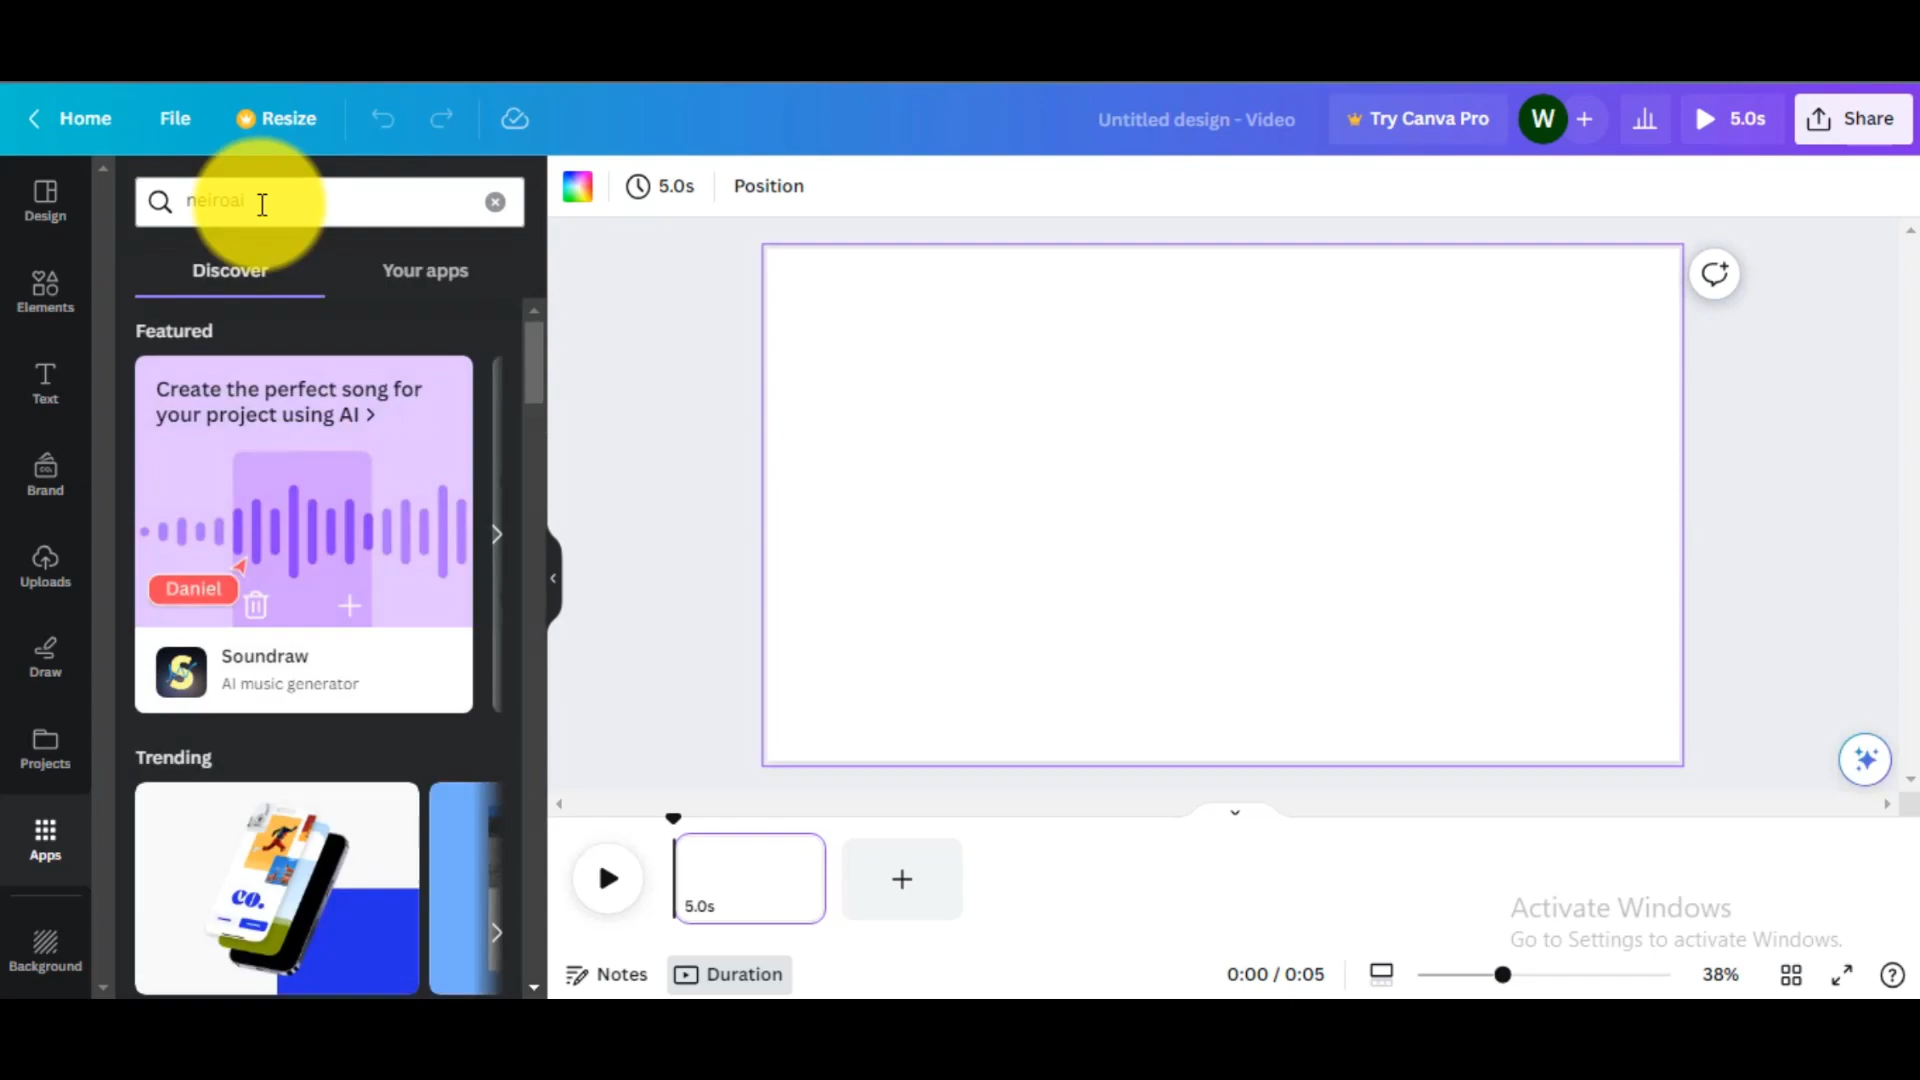 Home
File
Resize
Untitled design - Video
Try Canva Pro
W
5.0s
Share
neiroai
Design
Elements
Text
Brand
Uploads
Draw
Projects
Apps
Background
Discover
Your apps
Featured
Create the perfect song for
your project using AI >
Daniel
S
Soundraw
AI music generator
Trending
co.
5.0s
Position
5.0s
Activate Windows
Go to Settings to activate Windows.
Notes
Duration
0:00 / 0:05
38%